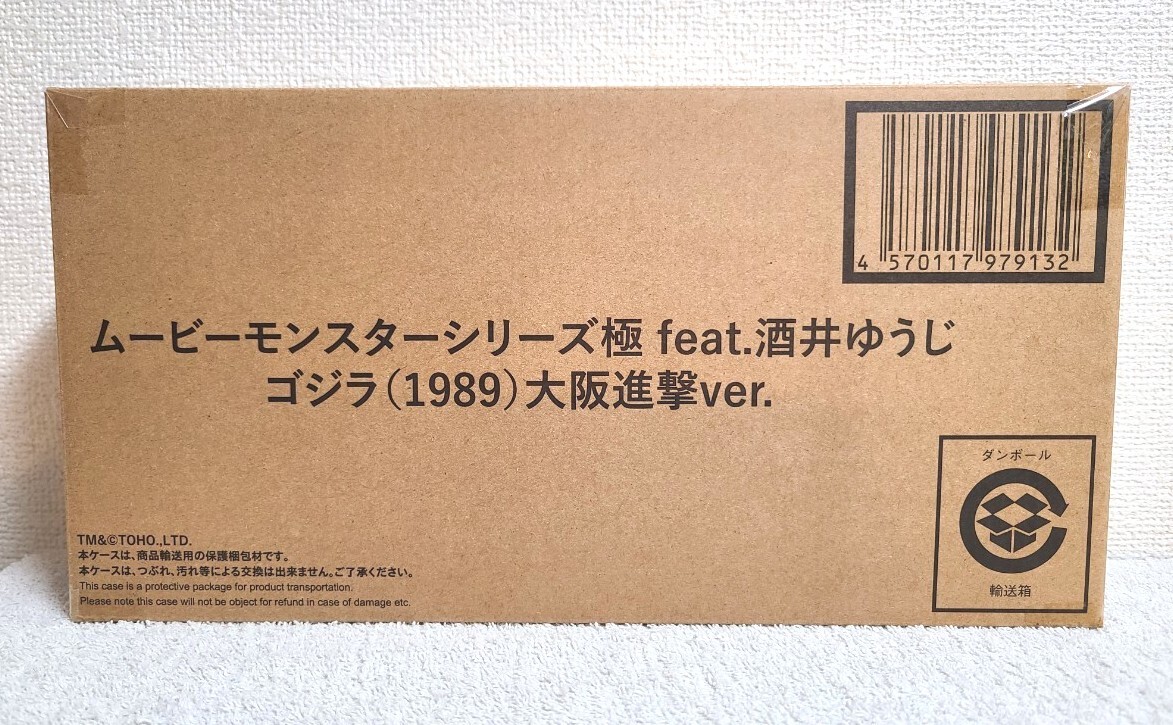 4 570117 979132
ムービーモンスターシリーズ極 feat.酒井ゆうじ
ゴジラ（1989）大阪進撃ver.
ダンボール
輸送箱
TM&©TOHO.,LTD.
本ケースは、商品輸送用の保護梱包材です。
本ケースは、つぶれ、汚れ等による交換は出来ません。ご了承ください。
This case is a protective package for product transportation.
Please note this case will not be object for refund in case of damage etc.